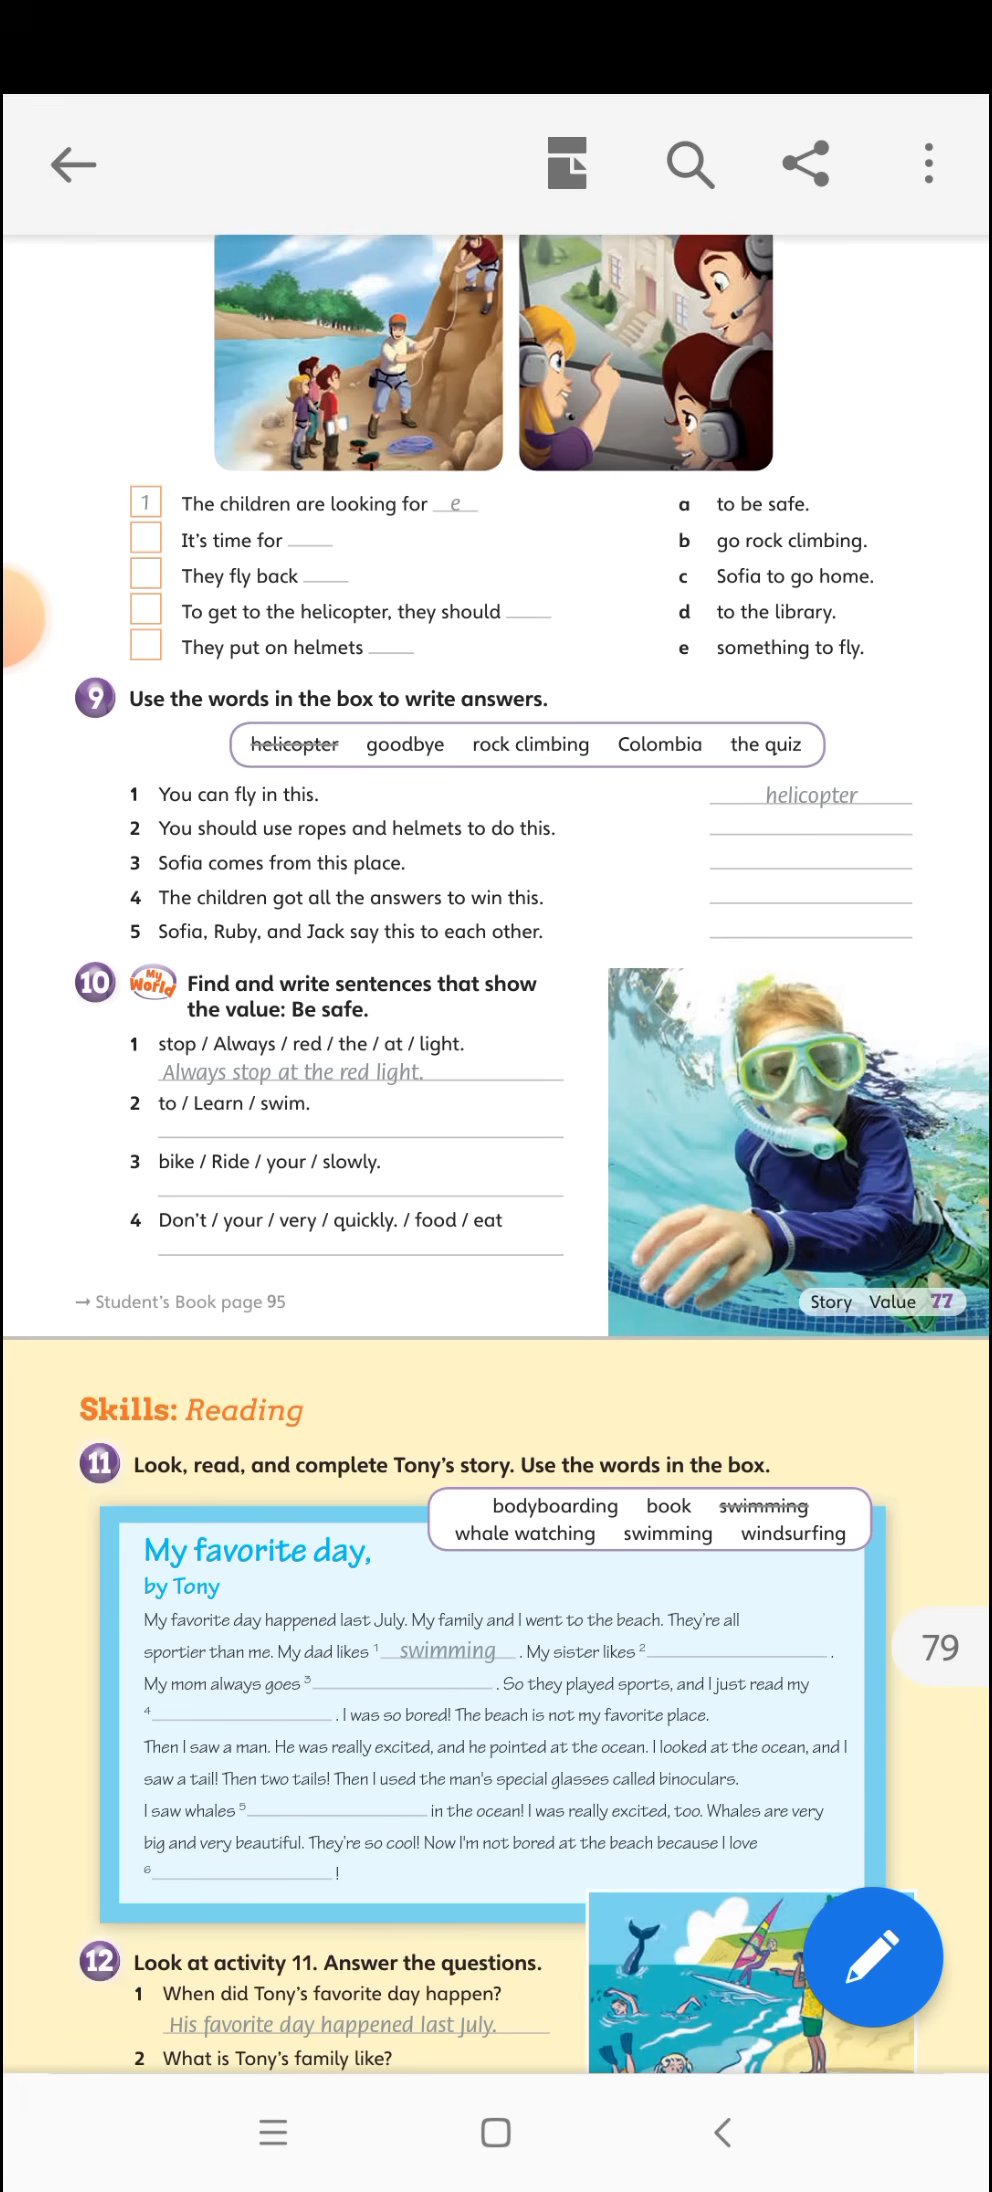 1 The children are looking for e a to be safe.
It's time for b go rock climbing.
They fly back c Sofia to go home.
To get to the helicopter, they should d to the library.
They put on helmets e something to fly.
9 Use the words in the box to write answers.
helicopter goodbye rock climbing Colombia the quiz
1 You can fly in this. helicopter
2 You should use ropes and helmets to do this.
3 Sofia comes from this place.
4 The children got all the answers to win this.
5 Sofia, Ruby, and Jack say this to each other.
10 My World Find and write sentences that show
the value: Be safe.
1 stop / Always / red / the / at / light.
Always stop at the red light.
2 to / Learn / swim.
3 bike / Ride / your / slowly.
4 Don't / your / very / quickly. / food / eat
→ Student's Book page 95
Story Value 77
Skills: Reading
11 Look, read, and complete Tony's story. Use the words in the box.
bodyboarding book swimming
whale watching swimming windsurfing
My favorite day,
by Tony
My favorite day happened last July. My family and I went to the beach. They're all
sportier than me. My dad likes 1 swimming . My sister likes 2 .
My mom always goes 3 . So they played sports, and I just read my
4 . I was so bored! The beach is not my favorite place.
Then I saw a man. He was really excited, and he pointed at the ocean. I looked at the ocean, and I
saw a tail! Then two tails! Then I used the man's special glasses called binoculars.
I saw whales 5 in the ocean! I was really excited, too. Whales are very
big and very beautiful. They're so cool! Now I'm not bored at the beach because I love
6 !
79
12 Look at activity 11. Answer the questions.
1 When did Tony's favorite day happen?
His favorite day happened last July.
2 What is Tony's family like?